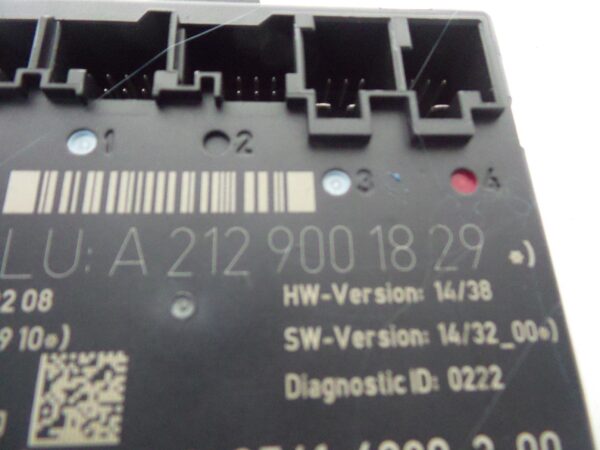 1 2
3 4
LU: A 212 900 18 29 *)
22 08
HW-Version: 14/38
9 10*)
SW-Version: 14/32_00*)
Diagnostic ID: 0222